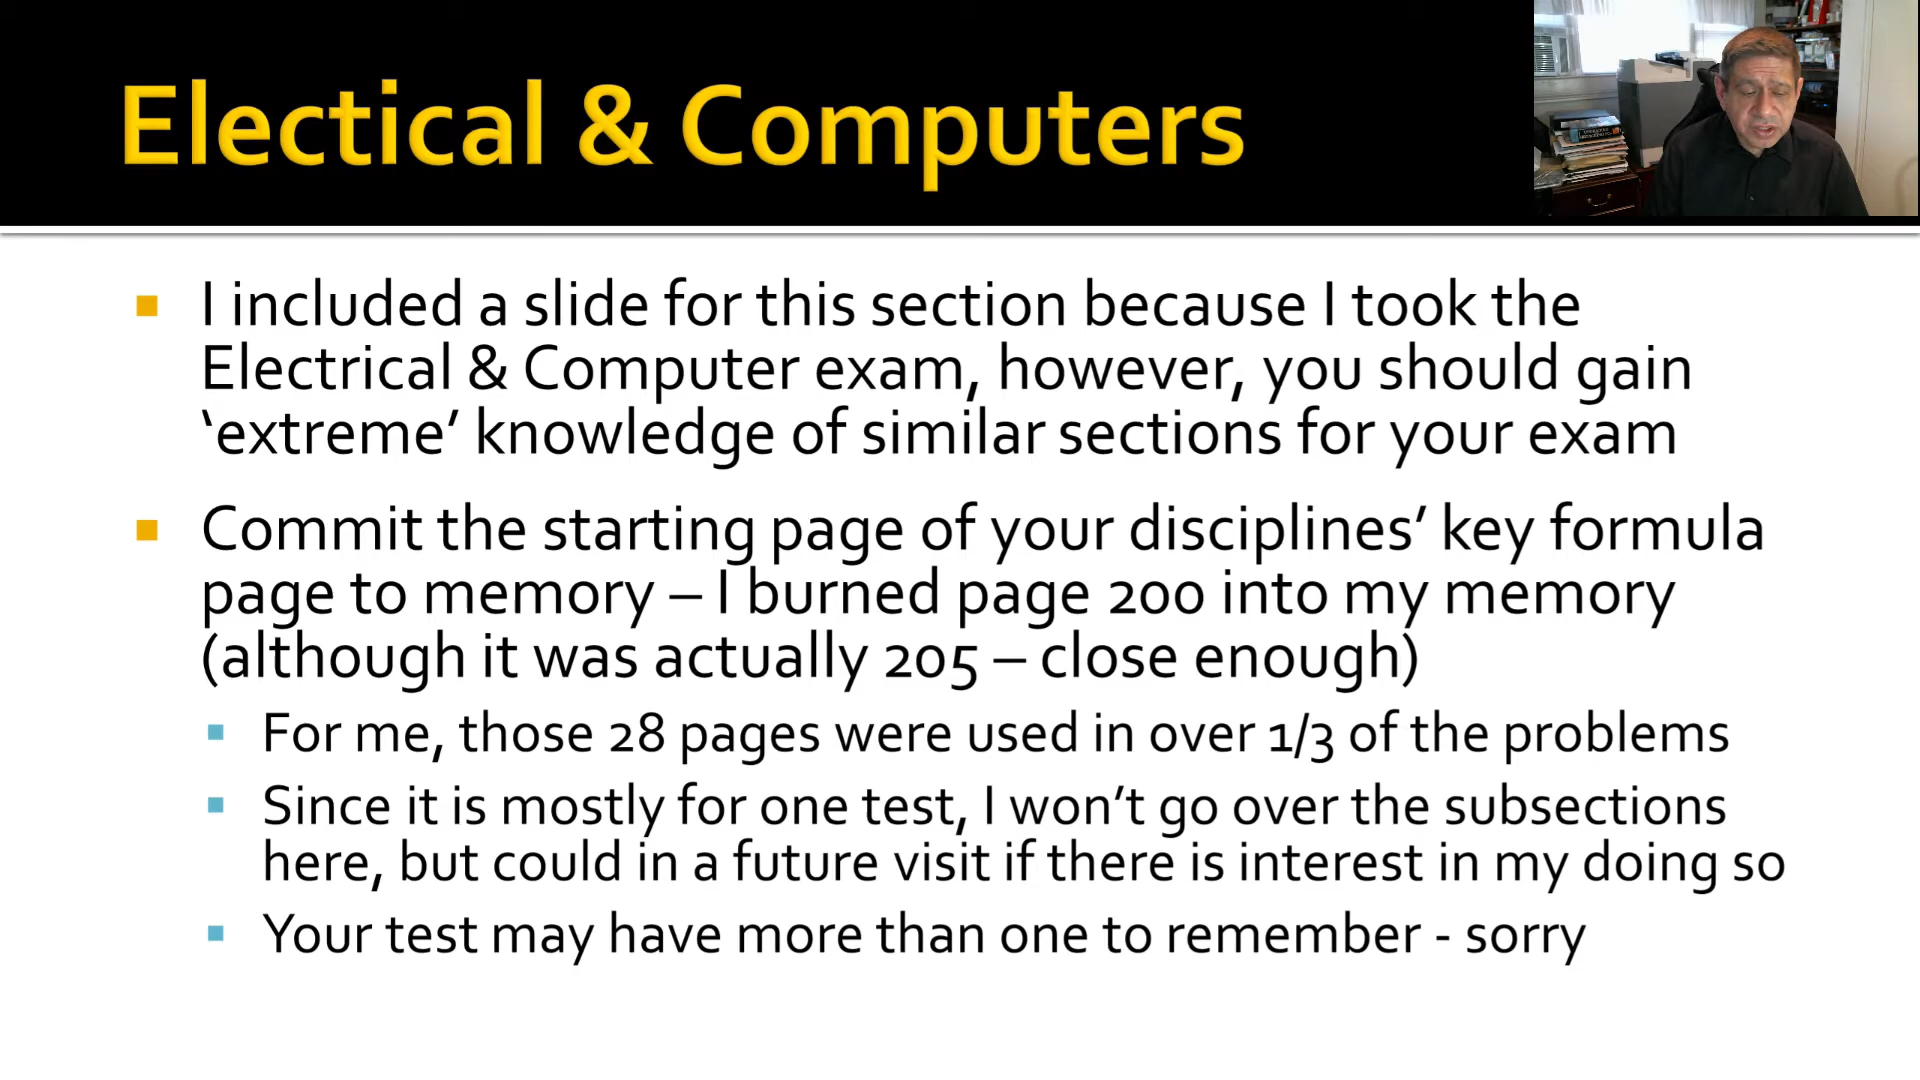 Electical & Computers
I included a slide for this section because I took the
Electrical & Computer exam, however, you should gain
‘extreme’ knowledge of similar sections for your exam
Commit the starting page of your disciplines’ key formula
page to memory – I burned page 200 into my memory
(although it was actually 205 – close enough)
For me, those 28 pages were used in over 1/3 of the problems
Since it is mostly for one test, I won’t go over the subsections
here, but could in a future visit if there is interest in my doing so
Your test may have more than one to remember - sorry